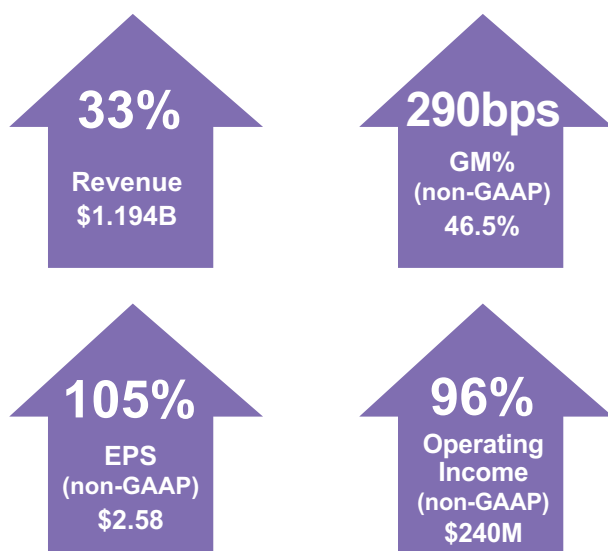 33%
Revenue
$1.194B
290bps
GM%
(non-GAAP)
46.5%
105%
EPS
(non-GAAP)
$2.58
96%
Operating
Income
(non-GAAP)
$240M